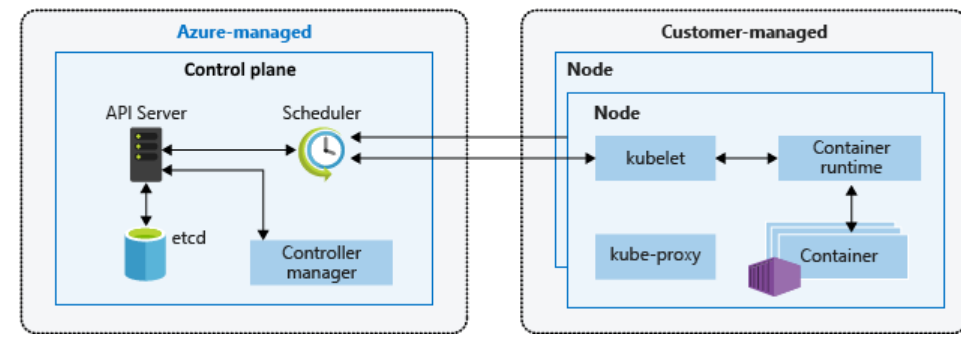 Azure-managed
Control plane
API Server
Scheduler
etcd
Controller
manager
Customer-managed
Node
Node
kubelet
Container
runtime
kube-proxy
Container